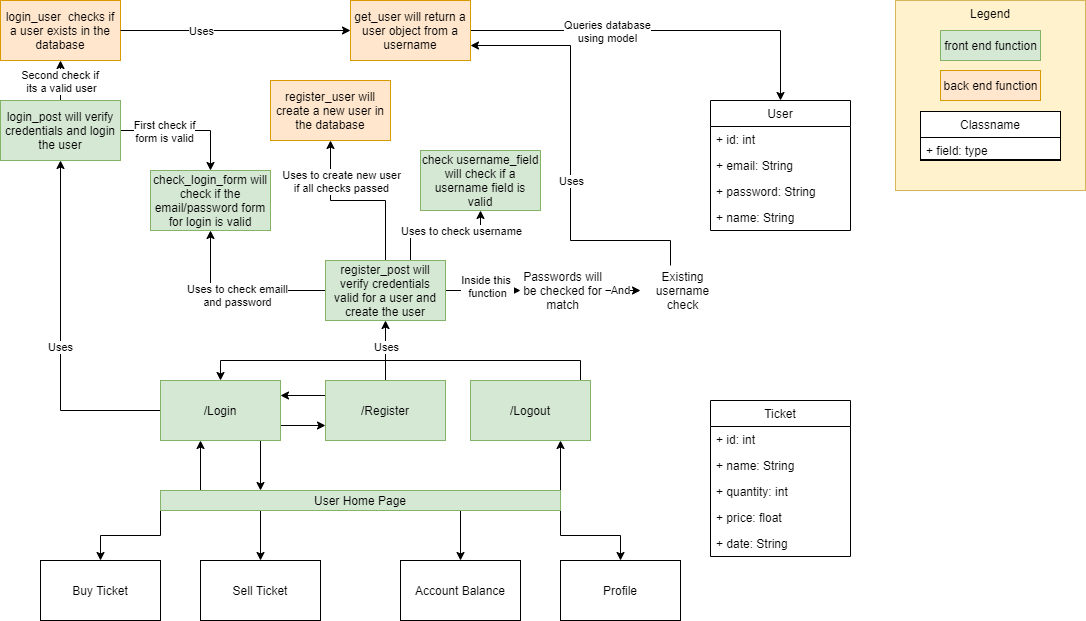 login_user  checks if
a user exists in the
database
Uses
get_user will return a
user object from a
username
Queries database
using model
Legend
front end function
back end function
Classname
+ field: type
Second check if
its a valid user
login_post will verify
credentials and login
the user
First check if
form is valid
register_user will
create a new user in
the database
User
+ id: int
+ email: String
+ password: String
+ name: String
check_login_form will
check if the
email/password form
for login is valid
Uses to create new user
if all checks passed
check username_field
will check if a
username field is
valid
Uses
Uses to check username
Uses to check emaill
and password
register_post will
verify credentials
valid for a user and
create the user
Inside this
function
Passwords will
be checked for
match
And
Existing
username
check
Uses
Uses
/Login
/Register
/Logout
Ticket
+ id: int
+ name: String
+ quantity: int
+ price: float
+ date: String
User Home Page
Buy Ticket
Sell Ticket
Account Balance
Profile